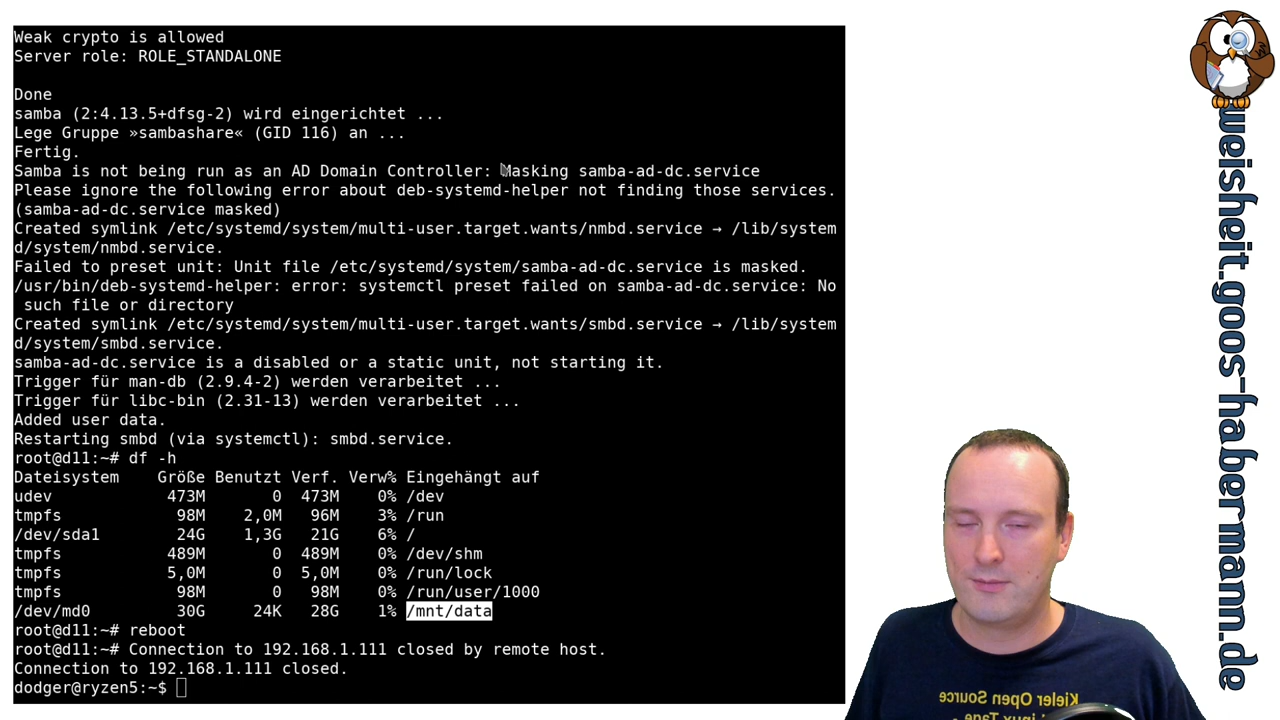 Weak crypto is allowed
Server role: ROLE_STANDALONE
Done
samba (2:4.13.5+dfsg-2) wird eingerichtet ...
Lege Gruppe »sambashare« (GID 116) an ...
Fertig.
Samba is not being run as an AD Domain Controller: Masking samba-ad-dc.service
Please ignore the following error about deb-systemd-helper not finding those services.
(samba-ad-dc.service masked)
Created symlink /etc/systemd/system/multi-user.target.wants/nmbd.service → /lib/system
d/system/nmbd.service.
Failed to preset unit: Unit file /etc/systemd/system/samba-ad-dc.service is masked.
/usr/bin/deb-systemd-helper: error: systemctl preset failed on samba-ad-dc.service: No
 such file or directory
Created symlink /etc/systemd/system/multi-user.target.wants/smbd.service → /lib/system
d/system/smbd.service.
samba-ad-dc.service is a disabled or a static unit, not starting it.
Trigger für man-db (2.9.4-2) werden verarbeitet ...
Trigger für libc-bin (2.31-13) werden verarbeitet ...
Added user data.
Restarting smbd (via systemctl): smbd.service.
root@d11:~# df -h
Dateisystem    Größe Benutzt Verf. Verw% Eingehängt auf
udev            473M       0  473M    0% /dev
tmpfs            98M    2,0M   96M    3% /run
/dev/sda1        24G    1,3G   21G    6% /
tmpfs           489M       0  489M    0% /dev/shm
tmpfs           5,0M       0  5,0M    0% /run/lock
tmpfs            98M       0   98M    0% /run/user/1000
/dev/md0         30G     24K   28G    1% /mnt/data
root@d11:~# reboot
root@d11:~# Connection to 192.168.1.111 closed by remote host.
Connection to 192.168.1.111 closed.
dodger@ryzen5:~$
weisheit.goos-habermann.de
Kieler Open Source
Linux Tage